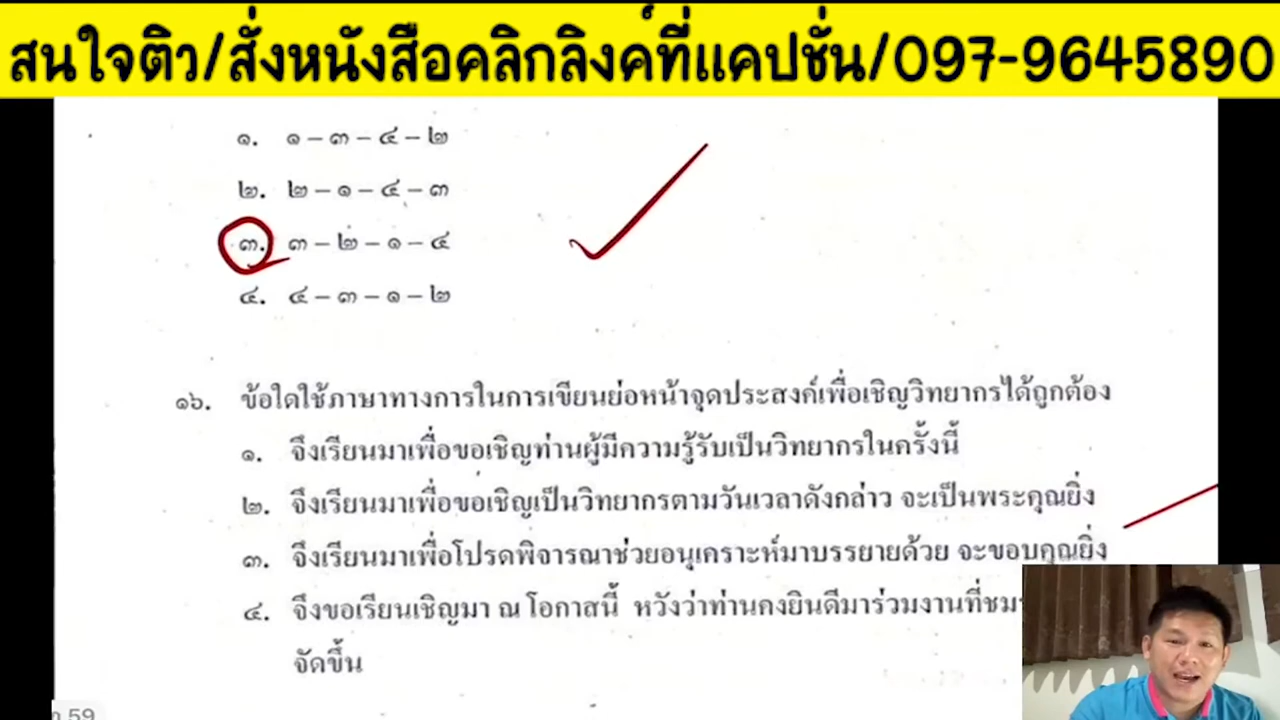 สนใจติว/สั่งหนังสือคลิกลิงค์ที่แคปชั่น/097-9645890
๑. ๑ – ๓ – ๔ – ๒
๒. ๒ – ๑ – ๔ – ๓
๓. ๓ – ๒ – ๑ – ๔
๔. ๔ – ๓ – ๑ – ๒
๑๖. ข้อใดใช้ภาษาทางการในการเขียนย่อหน้าจุดประสงค์เพื่อเชิญวิทยากรได้ถูกต้อง
๑. จึงเรียนมาเพื่อขอเชิญท่านผู้มีความรู้รับเป็นวิทยากรในครั้งนี้
๒. จึงเรียนมาเพื่อขอเชิญเป็นวิทยากรตามวันเวลาดังกล่าว จะเป็นพระคุณยิ่ง
๓. จึงเรียนมาเพื่อโปรดพิจารณาช่วยอนุเคราะห์มาบรรยายด้วย จะขอบคุณยิ่ง
๔. จึงขอเรียนเชิญมา ณ โอกาสนี้ หวังว่าท่านคงยินดีมาร่วมงานที่
จัดขึ้น
59